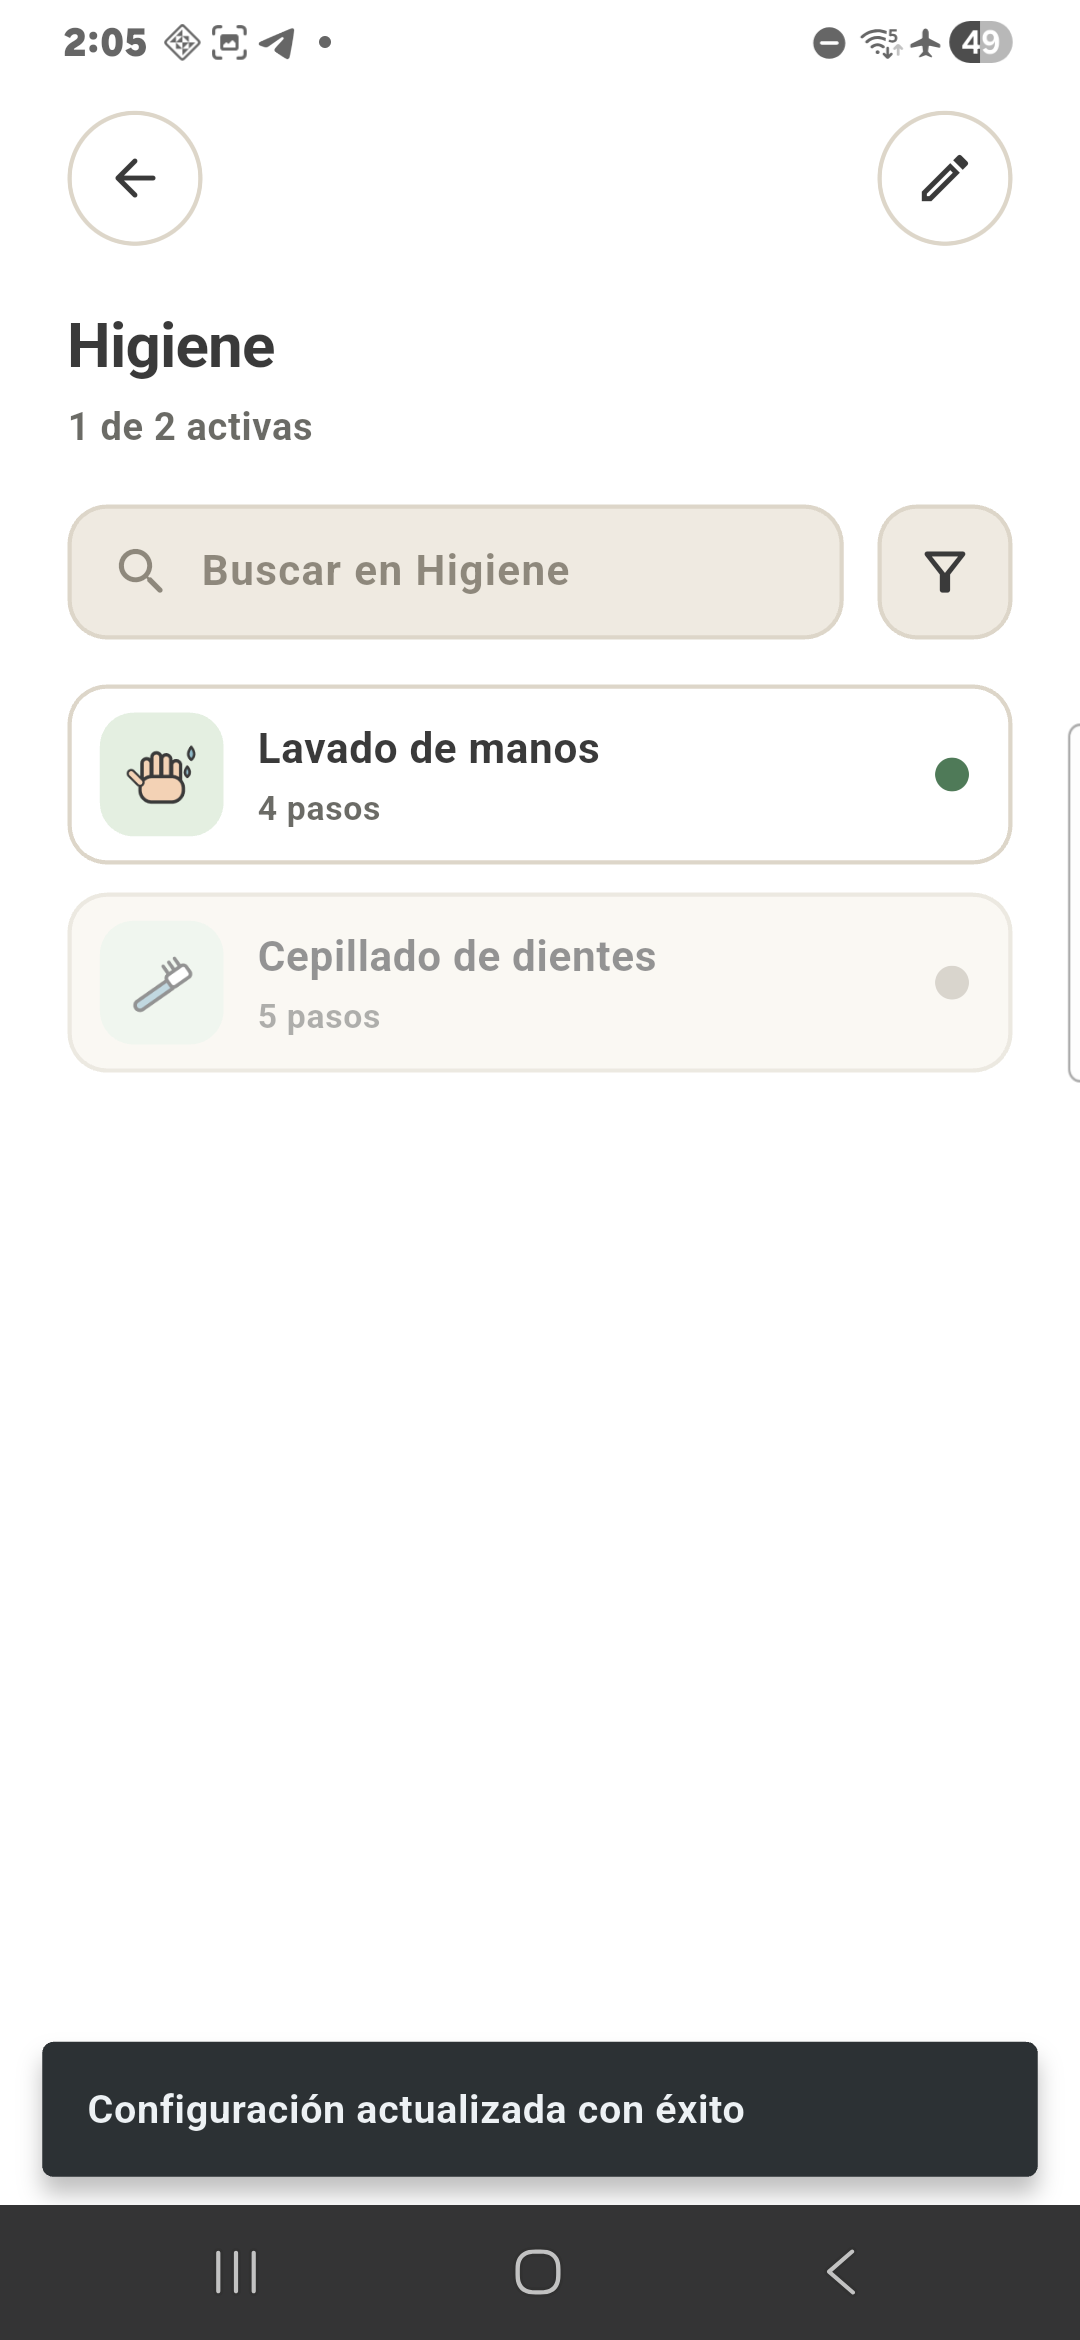 2:05
5
49
Higiene
1 de 2 activas
Buscar en Higiene
Lavado de manos
4 pasos
Cepillado de dientes
5 pasos
Configuración actualizada con éxito